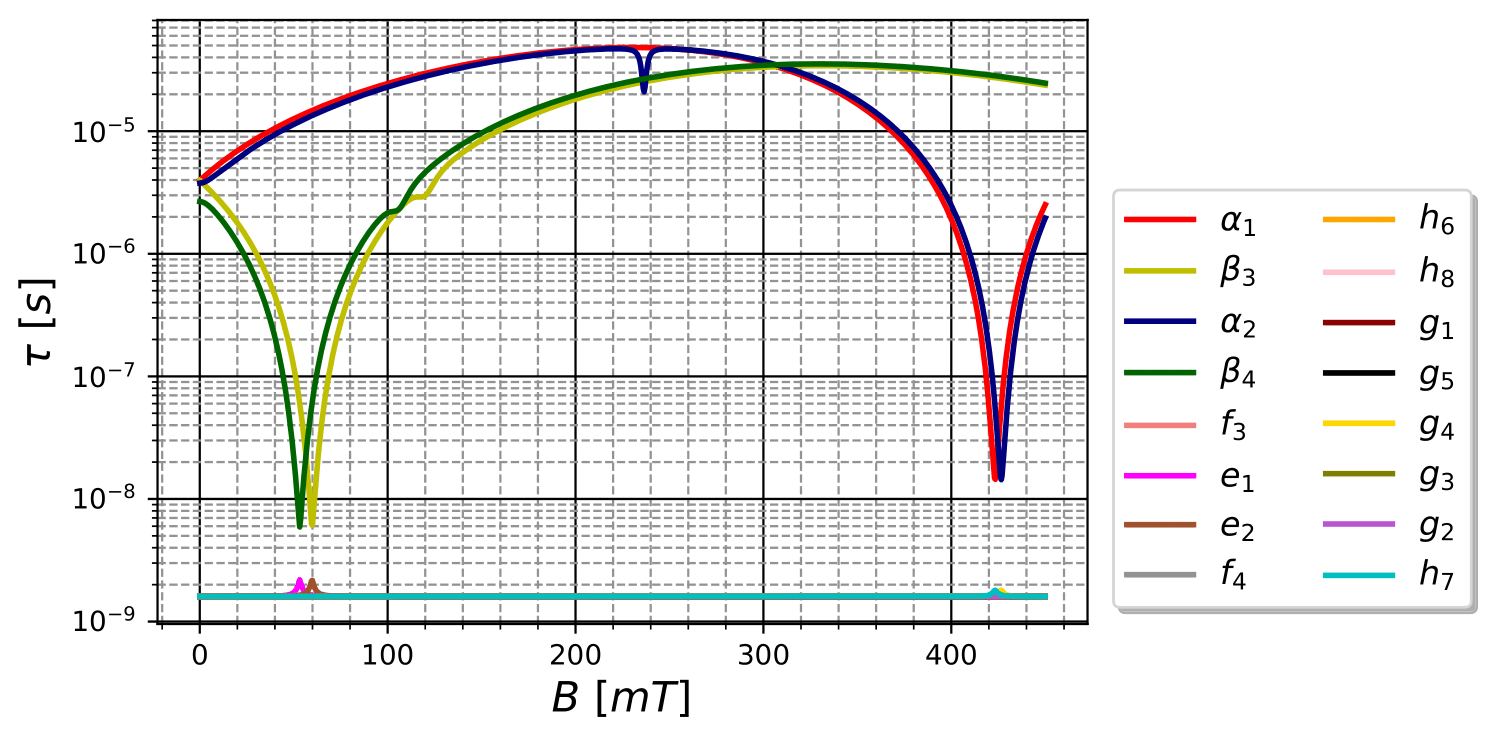 τ [s]
10⁻⁵
10⁻⁶
10⁻⁷
10⁻⁸
10⁻⁹
0 100 200 300 400
B [mT]
α₁ h₆
β₃ h₈
α₂ g₁
β₄ g₅
f₃ g₄
e₁ g₃
e₂ g₂
f₄ h₇